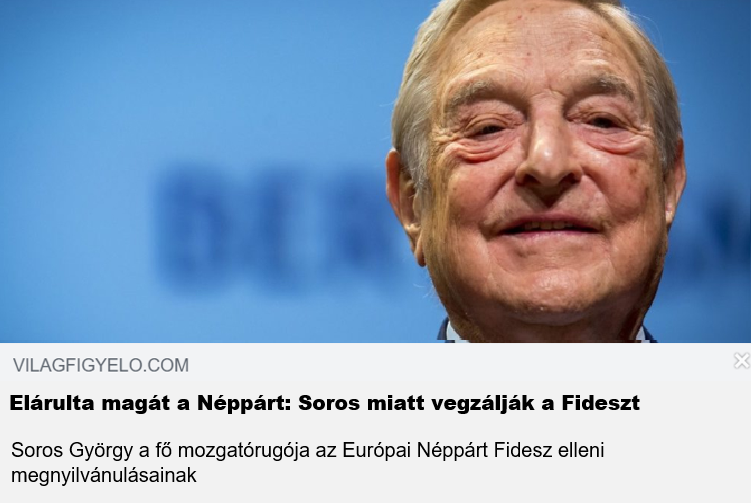 VILAGFIGYELO.COM
Elárulta magát a Néppárt: Soros miatt vegzálják a Fideszt
Soros György a fő mozgatórugója az Európai Néppárt Fidesz elleni
megnyilvánulásainak